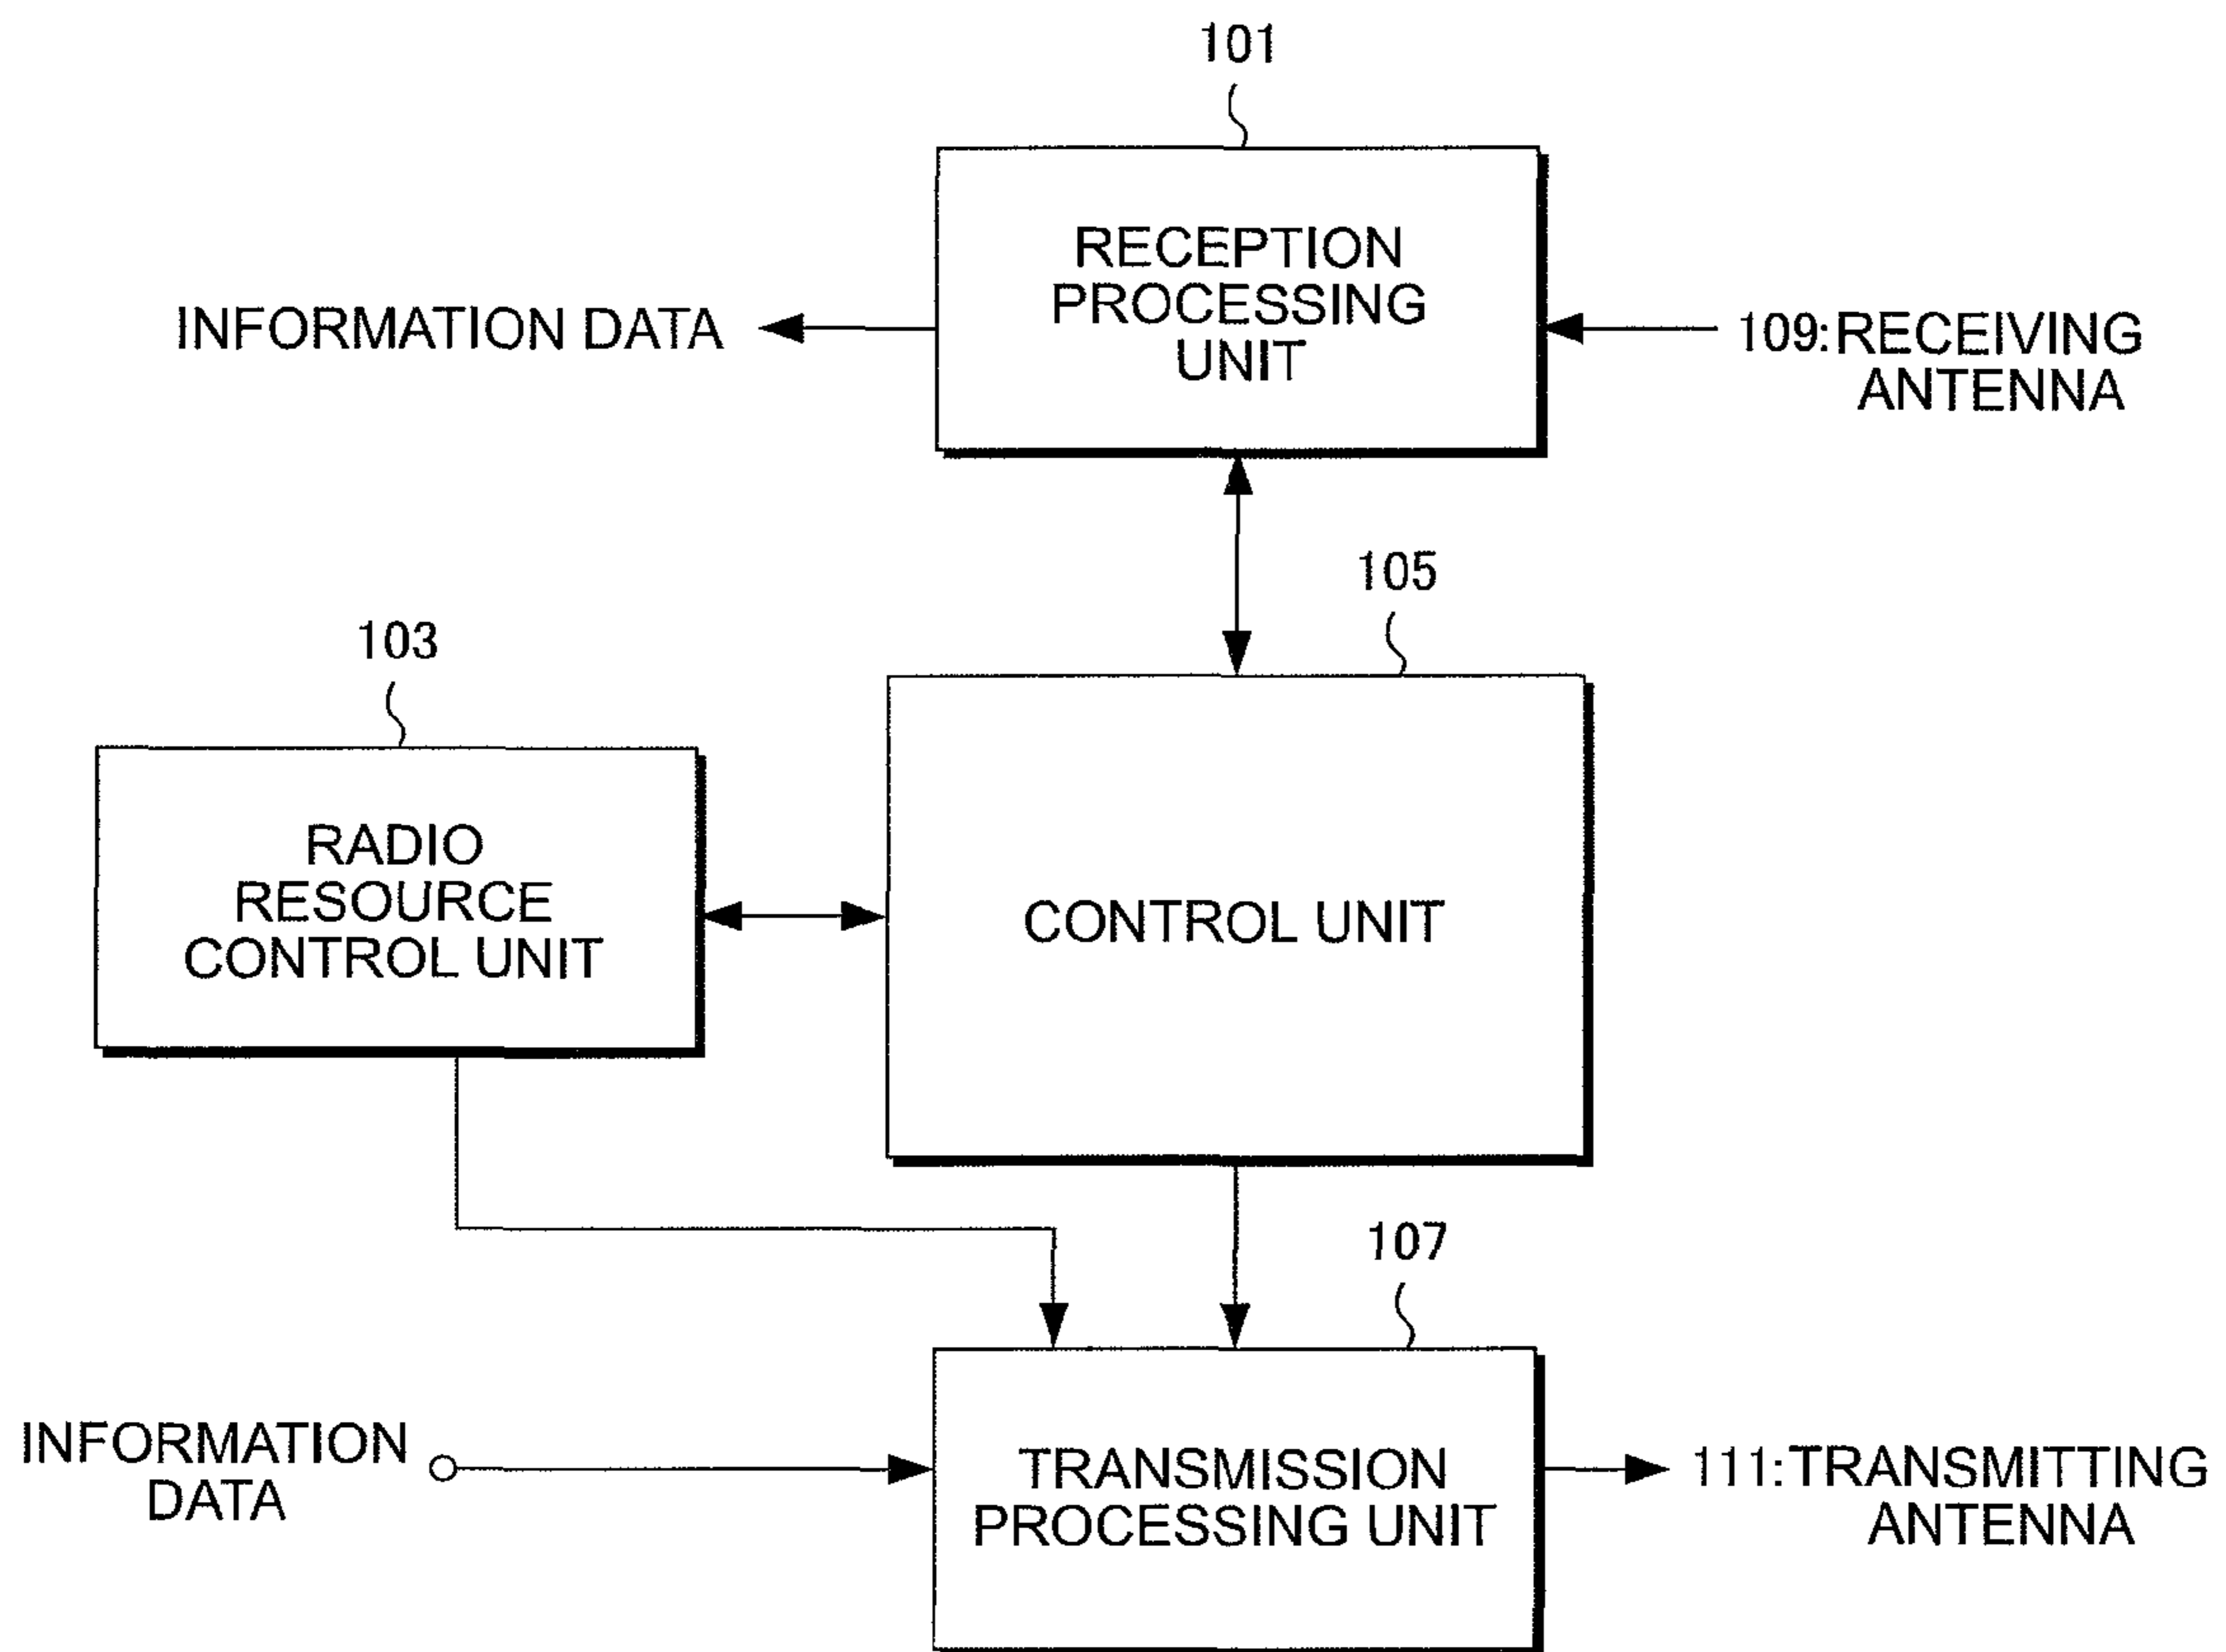 101
RECEPTION
PROCESSING
UNIT
INFORMATION DATA
109:RECEIVING
ANTENNA
105
103
RADIO
RESOURCE
CONTROL UNIT
CONTROL UNIT
107
INFORMATION
DATA
TRANSMISSION
PROCESSING UNIT
111:TRANSMITTING
ANTENNA